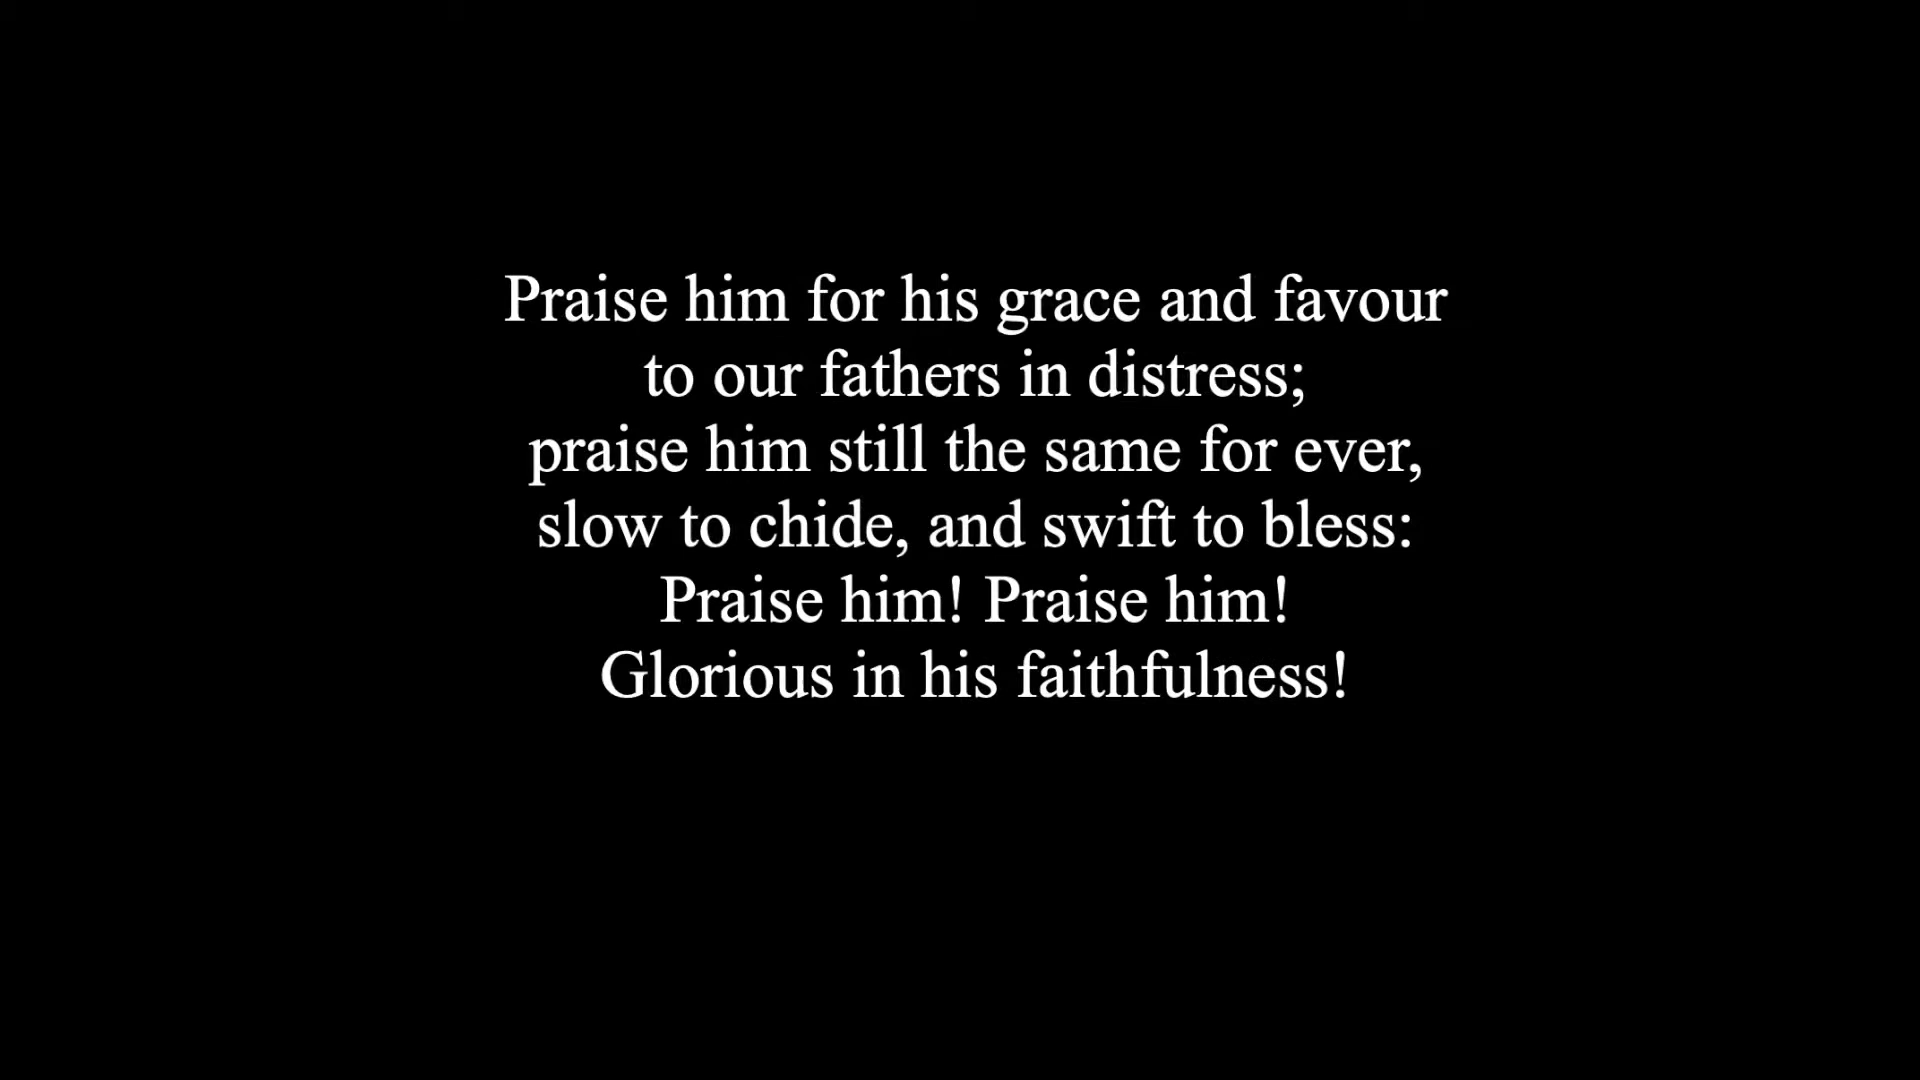 Praise him for his grace and favour
to our fathers in distress;
praise him still the same for ever,
slow to chide, and swift to bless:
Praise him! Praise him!
Glorious in his faithfulness!